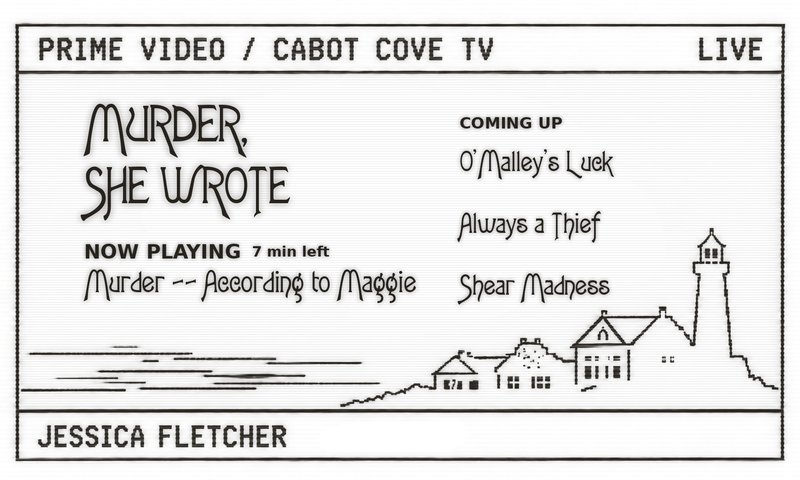 PRIME VIDEO / CABOT COVE TV LIVE
MURDER,
SHE WROTE
NOW PLAYING 7 min left
Murder -- According to Maggie
COMING UP
O'Malley's Luck
Always a Thief
Shear Madness
JESSICA FLETCHER